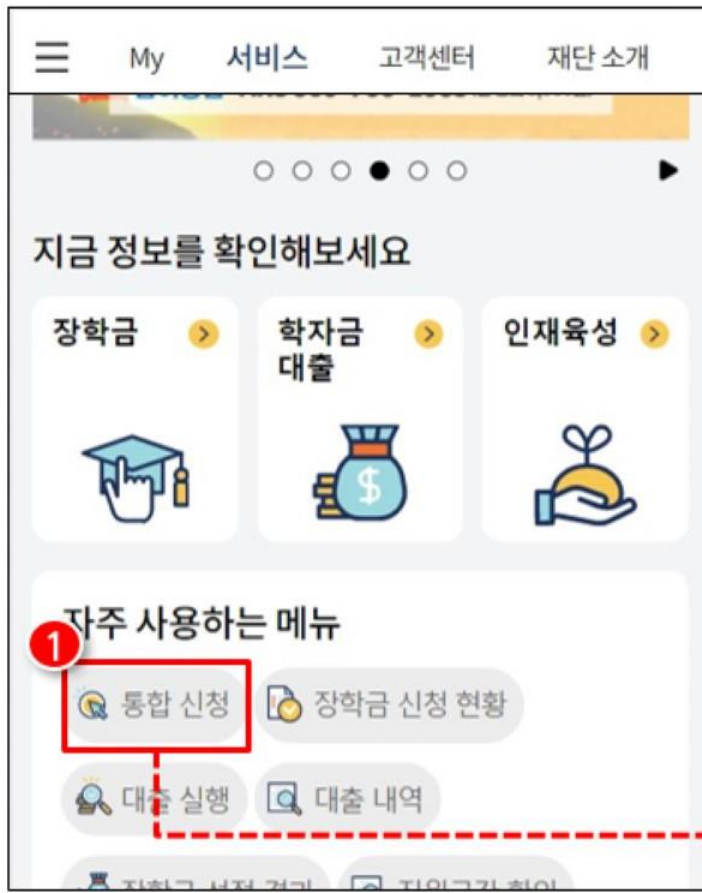 My 서비스 고객센터 재단 소개
지금 정보를 확인해보세요
장학금 학자금 인재육성
대출
$
자주 사용하는 메뉴
1
통합 신청 장학금 신청 현황
대출 실행 대출 내역